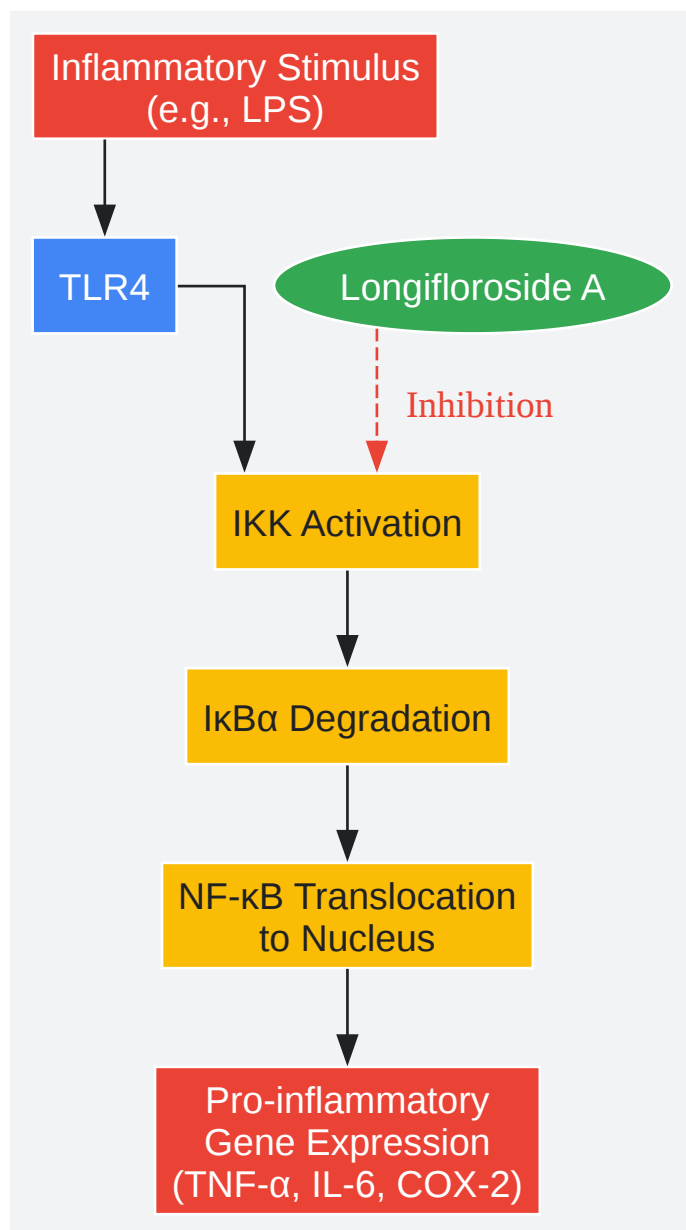 Inflammatory Stimulus
(e.g., LPS)
TLR4
Longifloroside A
Inhibition
IKK Activation
IκBα Degradation
NF-κB Translocation
to Nucleus
Pro-inflammatory
Gene Expression
(TNF-α, IL-6, COX-2)